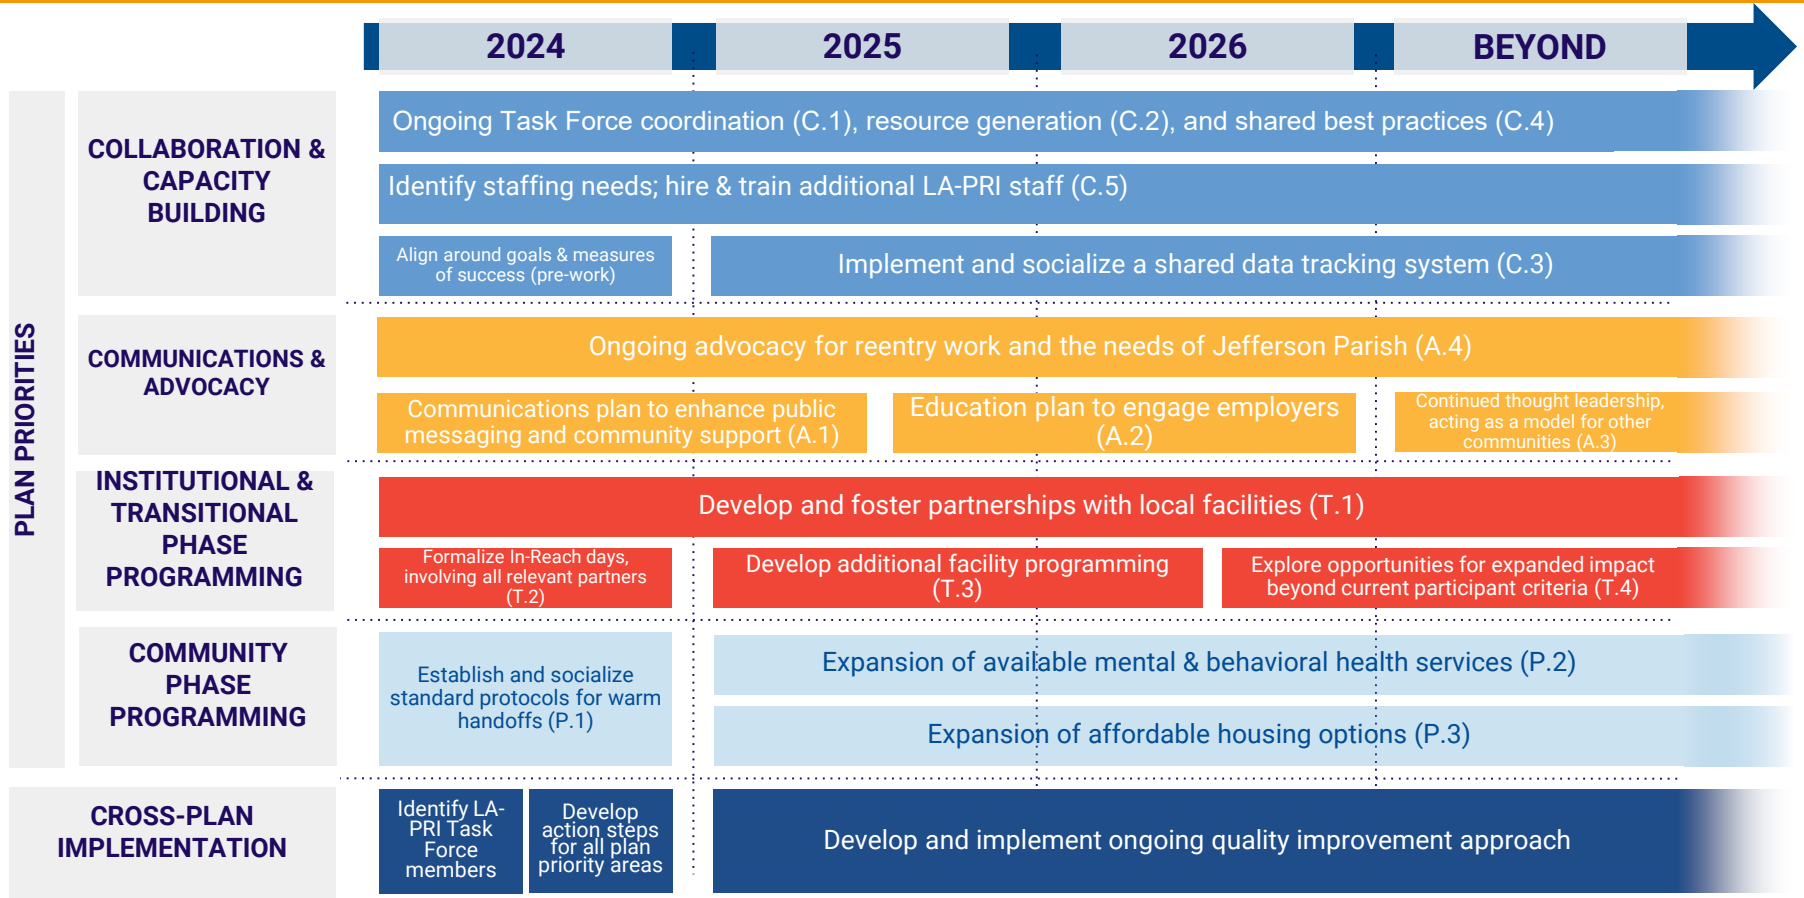 2024
2025
2026
BEYOND
PLAN PRIORITIES
COLLABORATION &
CAPACITY
BUILDING
Ongoing Task Force coordination (C.1), resource generation (C.2), and shared best practices (C.4)
Identify staffing needs; hire & train additional LA-PRI staff (C.5)
Align around goals & measures
of success (pre-work)
Implement and socialize a shared data tracking system (C.3)
COMMUNICATIONS &
ADVOCACY
Ongoing advocacy for reentry work and the needs of Jefferson Parish (A.4)
Communications plan to enhance public
messaging and community support (A.1)
Education plan to engage employers
(A.2)
Continued thought leadership,
acting as a model for other
communities (A.3)
INSTITUTIONAL &
TRANSITIONAL
PHASE
PROGRAMMING
Develop and foster partnerships with local facilities (T.1)
Formalize In-Reach days,
involving all relevant partners
(T.2)
Develop additional facility programming
(T.3)
Explore opportunities for expanded impact
beyond current participant criteria (T.4)
COMMUNITY
PHASE
PROGRAMMING
Establish and socialize
standard protocols for warm
handoffs (P.1)
Expansion of available mental & behavioral health services (P.2)
Expansion of affordable housing options (P.3)
CROSS-PLAN
IMPLEMENTATION
Identify LA-
PRI Task
Force
members
Develop
action steps
for all plan
priority areas
Develop and implement ongoing quality improvement approach